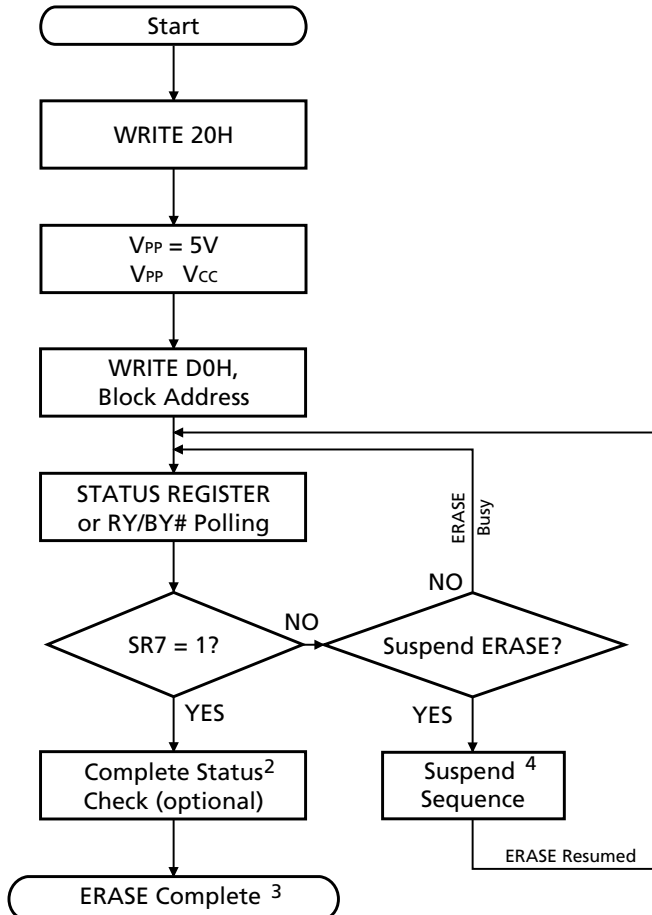 Start
WRITE 20H
VPP = 5V
VPP VCC
WRITE D0H,
Block Address
STATUS REGISTER
or RY/BY# Polling
ERASE
Busy
NO
SR7 = 1?
NO
Suspend ERASE?
YES
YES
Complete Status2
Check (optional)
Suspend 4
Sequence
ERASE Resumed
ERASE Complete 3